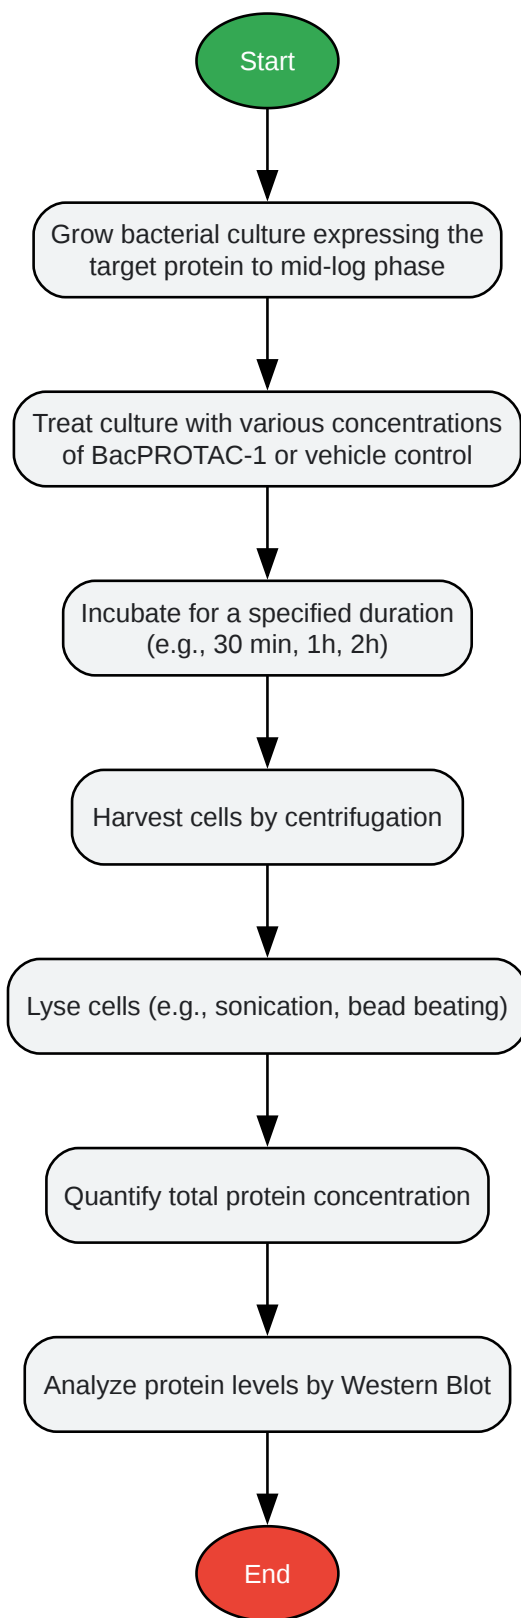 Start
Grow bacterial culture expressing the
target protein to mid-log phase
Treat culture with various concentrations
of BacPROTAC-1 or vehicle control
Incubate for a specified duration
(e.g., 30 min, 1h, 2h)
Harvest cells by centrifugation
Lyse cells (e.g., sonication, bead beating)
Quantify total protein concentration
Analyze protein levels by Western Blot
End